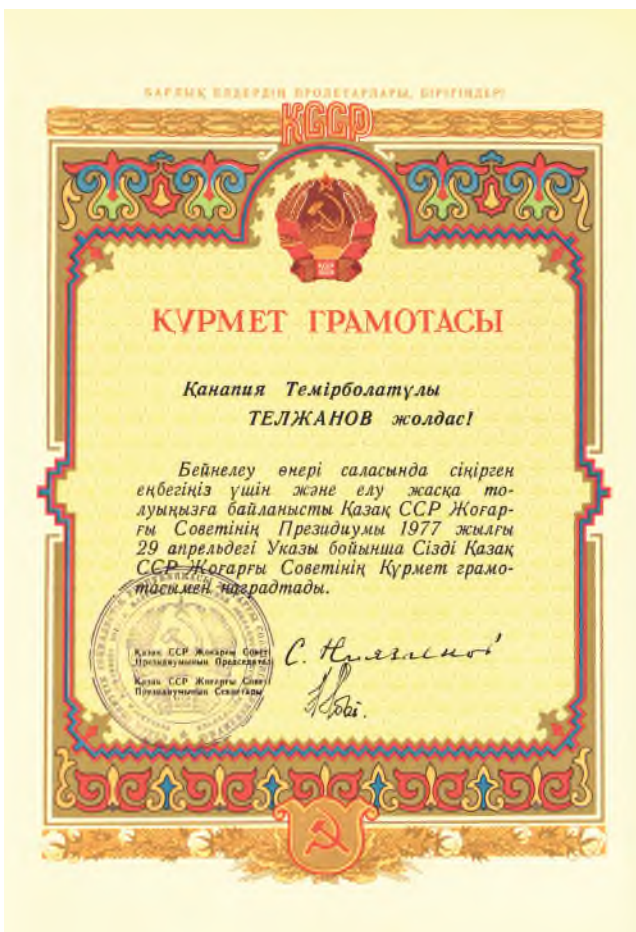 БАРЛЫҚ ЕЛДЕРДІҢ ПРОЛЕТАРЛАРЫ, БІРІГІҢДЕР!
КССР
ҚҰРМЕТ ГРАМОТАСЫ
Қанапия Темірболатұлы
ТЕЛЖАНОВ жолдас!
Бейнелеу өнері саласында сіңірген
еңбегіңіз үшін және елу жасқа то-
луыңызға байланысты Қазақ ССР Жоғар-
ғы Советінің Президиумы 1977 жылғы
29 апрельдегі Указы бойынша Сізді Қазақ
ССР Жоғарғы Советінің Құрмет грамо-
тасымен наградтады.
Қазақ ССР Жоғарғы Советі
Президиумының Председателі
Қазақ ССР Жоғарғы Советі
Президиумының Секретары
С. Ниязбеков